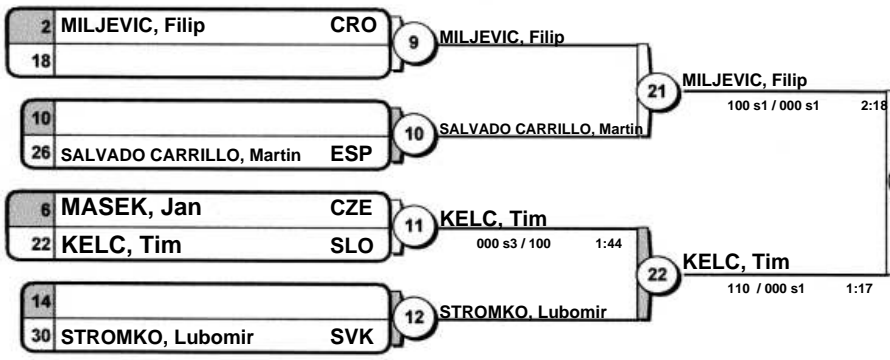 2 MILJEVIC, Filip CRO
18
9
MILJEVIC, Filip
10
26 SALVADO CARRILLO, Martin ESP
10
SALVADO CARRILLO, Martin
21
MILJEVIC, Filip
100 s1 / 000 s1 2:18
6 MASEK, Jan CZE
22 KELC, Tim SLO
11
KELC, Tim
000 s3 / 100 1:44
14
30 STROMKO, Lubomir SVK
12
STROMKO, Lubomir
22
KELC, Tim
110 / 000 s1 1:17